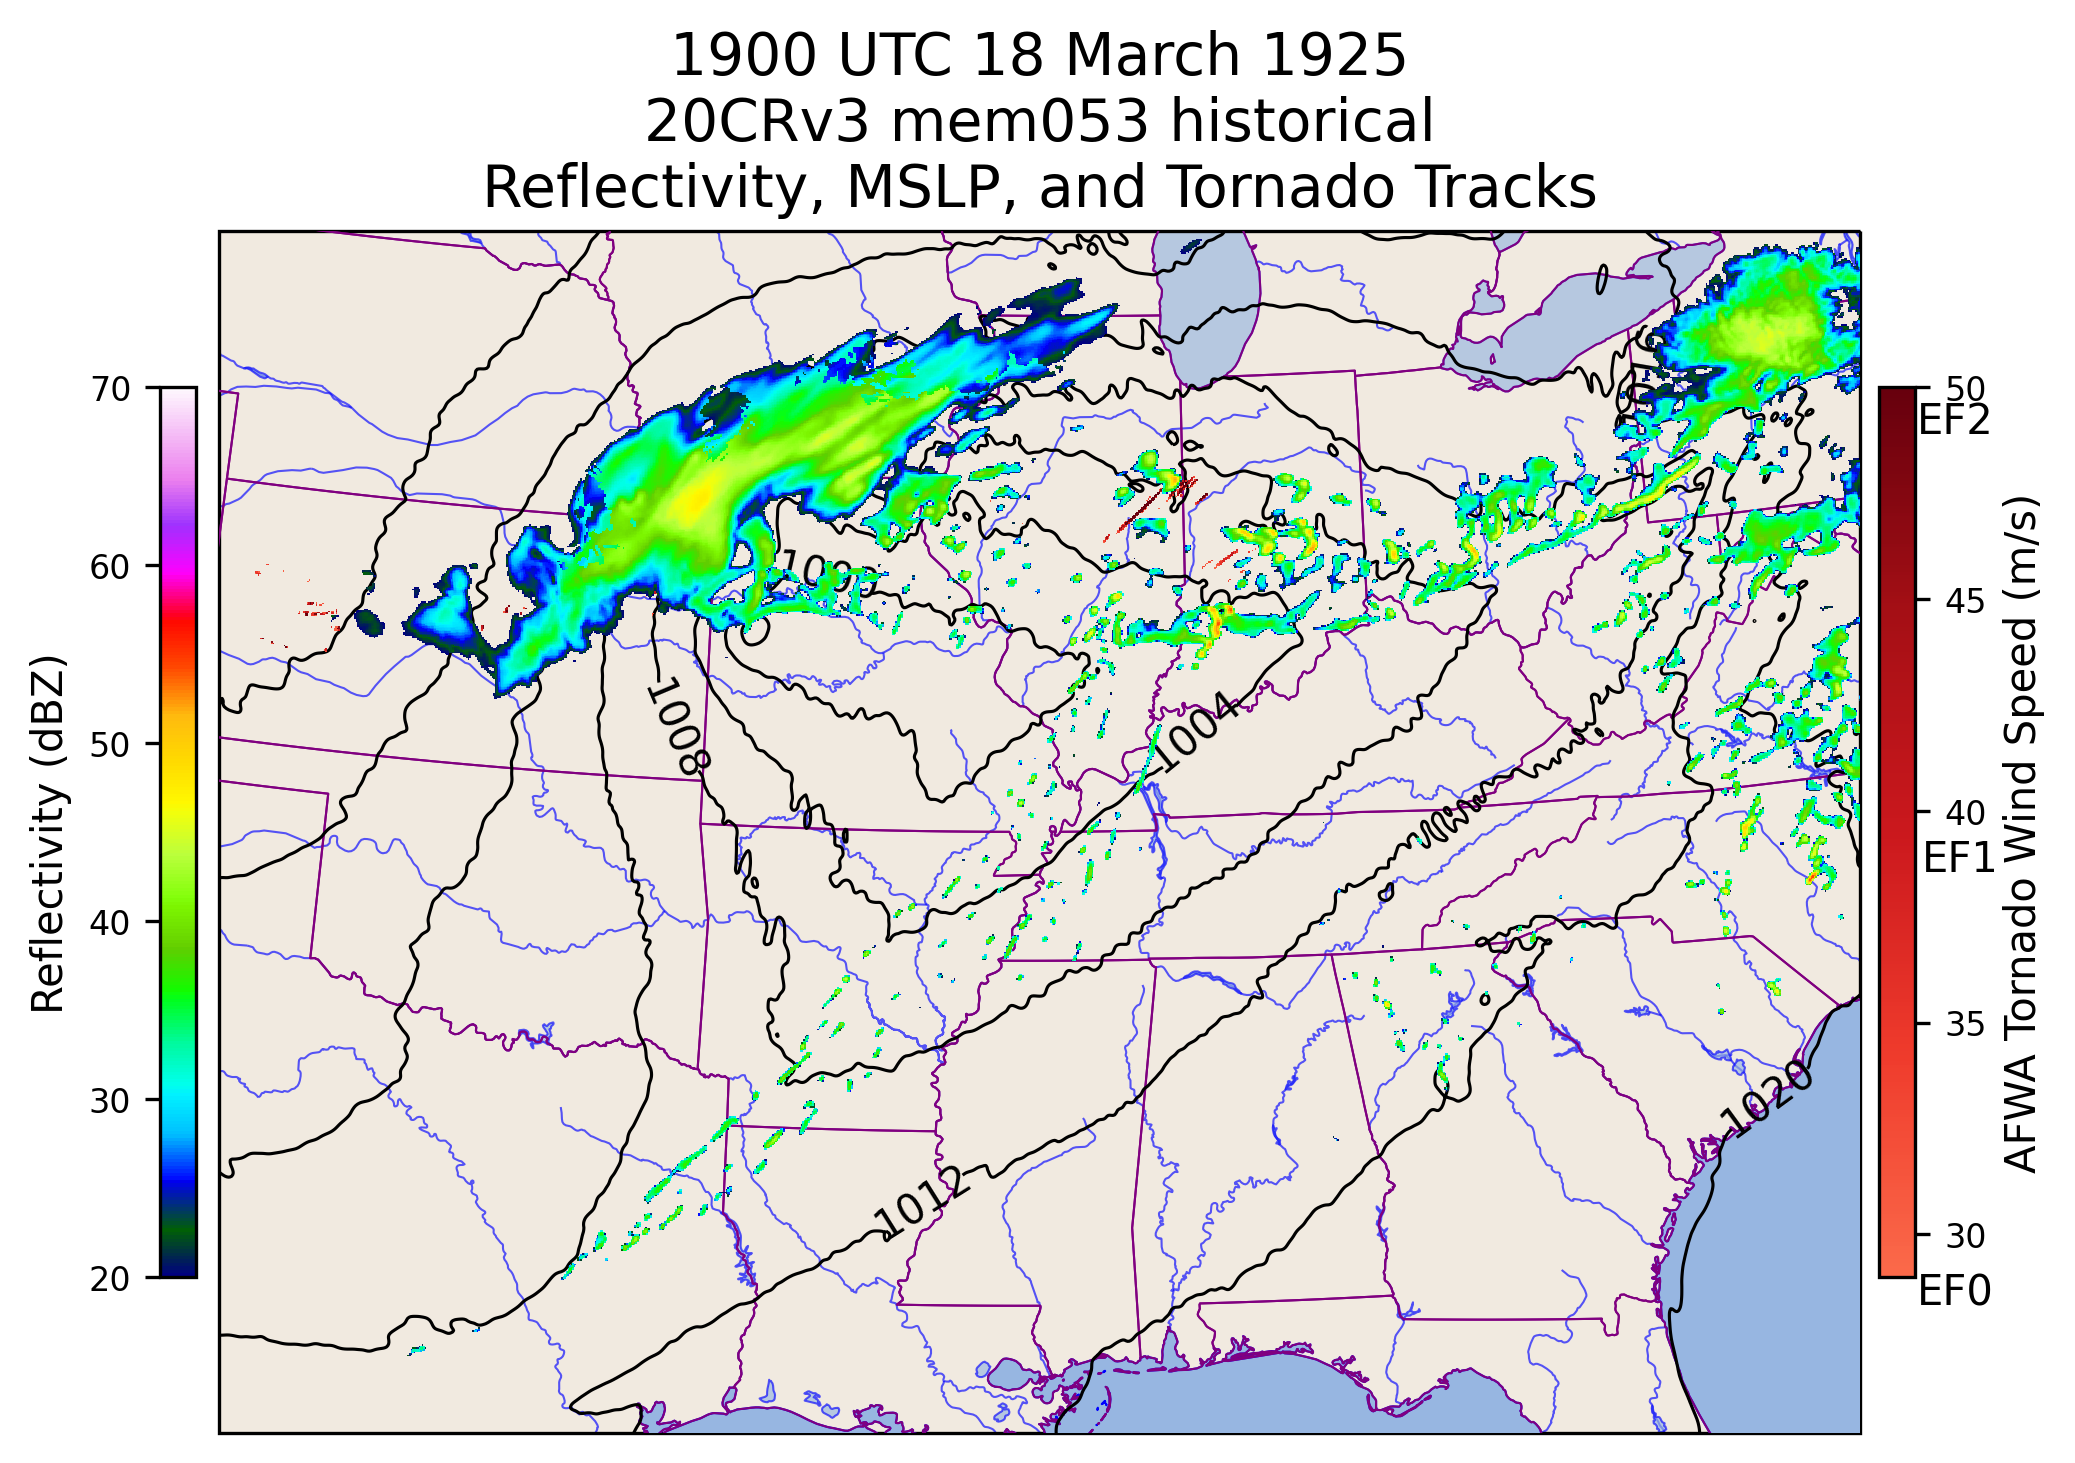 1900 UTC 18 March 1925
20CRv3 mem053 historical
Reflectivity, MSLP, and Tornado Tracks
70
60
50
40
30
20
Reflectivity (dBZ)
1008
1004
1012
1020
50
EF2
45
40
EF1
35
30
EF0
AFWA Tornado Wind Speed (m/s)